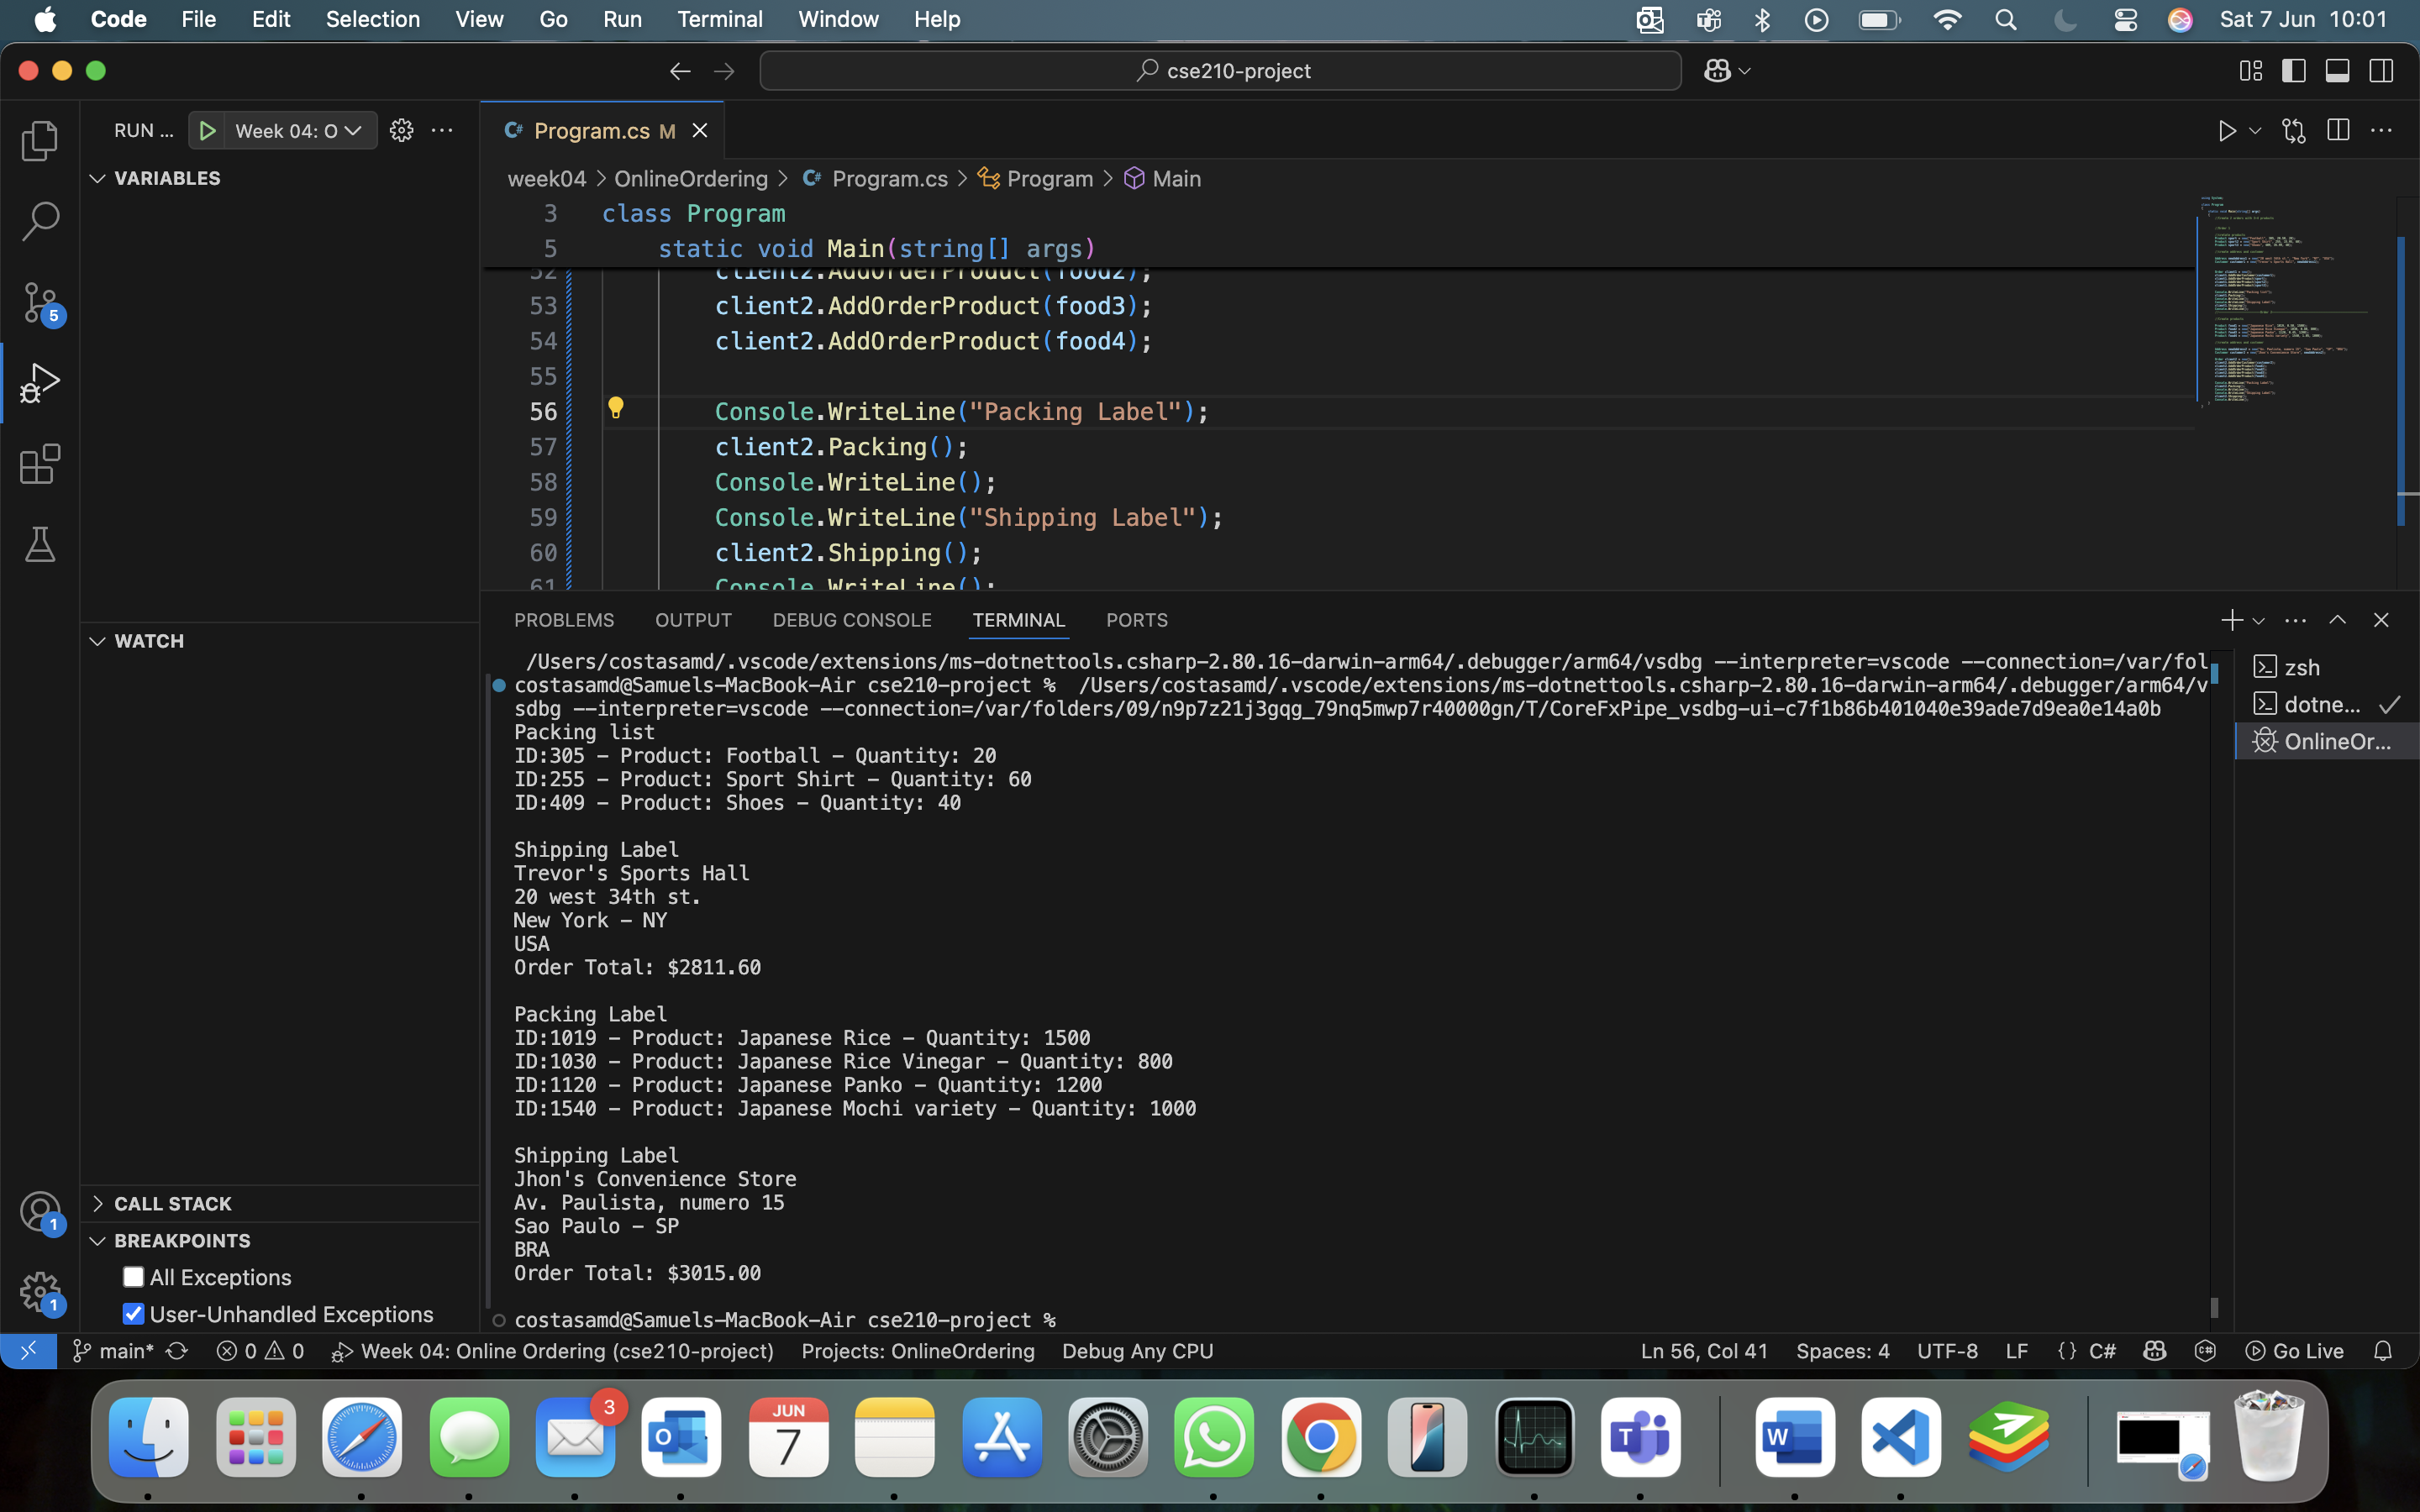 Code File Edit Selection View Go Run Terminal Window Help Sat 7 Jun 10:01
cse210-project
RUN ... Week 04: O
Program.cs M
VARIABLES
week04 > OnlineOrdering > Program.cs > Program > Main
3 class Program
5 static void Main(string[] args)
52 client2.AddOrderProduct(food2);
53 client2.AddOrderProduct(food3);
54 client2.AddOrderProduct(food4);
55
56 Console.WriteLine("Packing Label");
57 client2.Packing();
58 Console.WriteLine();
59 Console.WriteLine("Shipping Label");
60 client2.Shipping();
61 Console.WriteLine();
5
PROBLEMS OUTPUT DEBUG CONSOLE TERMINAL PORTS
WATCH
/Users/costasamd/.vscode/extensions/ms-dotnettools.csharp-2.80.16-darwin-arm64/.debugger/arm64/vsdbg --interpreter=vscode --connection=/var/fol
costasamd@Samuels-MacBook-Air cse210-project % /Users/costasamd/.vscode/extensions/ms-dotnettools.csharp-2.80.16-darwin-arm64/.debugger/arm64/v
sdbg --interpreter=vscode --connection=/var/folders/09/n9p7z21j3gqg_79nq5mwp7r40000gn/T/CoreFxPipe_vsdbg-ui-c7f1b86b401040e39ade7d9ea0e14a0b
Packing list
ID:305 - Product: Football - Quantity: 20
ID:255 - Product: Sport Shirt - Quantity: 60
ID:409 - Product: Shoes - Quantity: 40
Shipping Label
Trevor's Sports Hall
20 west 34th st.
New York - NY
USA
Order Total: $2811.60
Packing Label
ID:1019 - Product: Japanese Rice - Quantity: 1500
ID:1030 - Product: Japanese Rice Vinegar - Quantity: 800
ID:1120 - Product: Japanese Panko - Quantity: 1200
ID:1540 - Product: Japanese Mochi variety - Quantity: 1000
Shipping Label
Jhon's Convenience Store
Av. Paulista, numero 15
Sao Paulo - SP
BRA
Order Total: $3015.00
costasamd@Samuels-MacBook-Air cse210-project %
zsh
dotne...
OnlineOr...
CALL STACK
BREAKPOINTS
All Exceptions
User-Unhandled Exceptions
1
1
main* 0 0 Week 04: Online Ordering (cse210-project) Projects: OnlineOrdering Debug Any CPU Ln 56, Col 41 Spaces: 4 UTF-8 LF {} C# Go Live
3
JUN
7